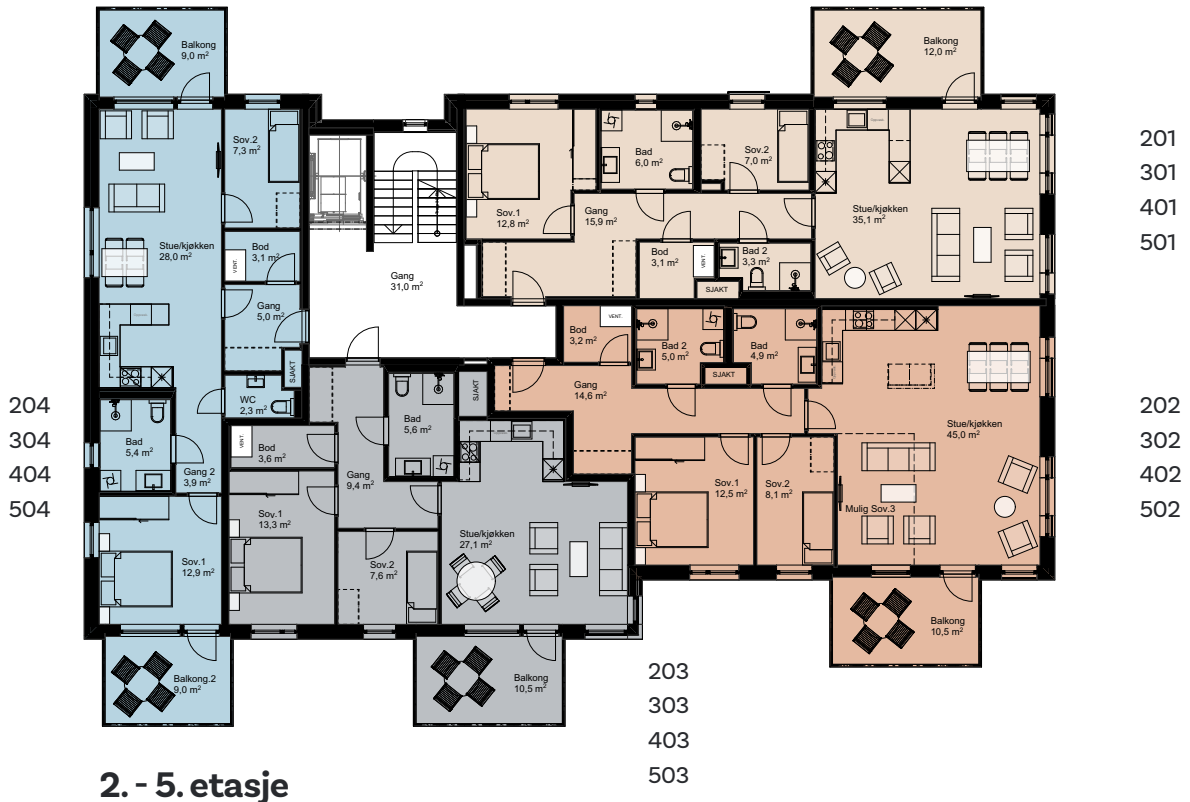 Balkong
9,0 m²
Balkong
12,0 m²
Sov.2
7,3 m²
Sov.1
12,8 m²
Bad
6,0 m²
Sov.2
7,0 m²
Stue/kjøkken
35,1 m²
Gang
15,9 m²
Bod
3,1 m²
VENT.
Bad 2
3,3 m²
SJAKT
201
301
401
501
Stue/kjøkken
28,0 m²
Bod
3,1 m²
VENT.
Gang
5,0 m²
SJAKT
WC
2,3 m²
Gang
31,0 m²
Bad
5,4 m²
Gang 2
3,9 m²
Sov.1
12,9 m²
Balkong.2
9,0 m²
204
304
404
504
Bod
3,2 m²
VENT.
Bad 2
5,0 m²
SJAKT
Bad
4,9 m²
Gang
14,6 m²
Stue/kjøkken
45,0 m²
Sov.1
12,5 m²
Sov.2
8,1 m²
Mulig Sov.3
Balkong
10,5 m²
202
302
402
502
Bad
5,6 m²
SJAKT
VENT.
Bod
3,6 m²
Gang
9,4 m²
Sov.1
13,3 m²
Sov.2
7,6 m²
Stue/kjøkken
27,1 m²
Balkong
10,5 m²
203
303
403
503
2. - 5. etasje